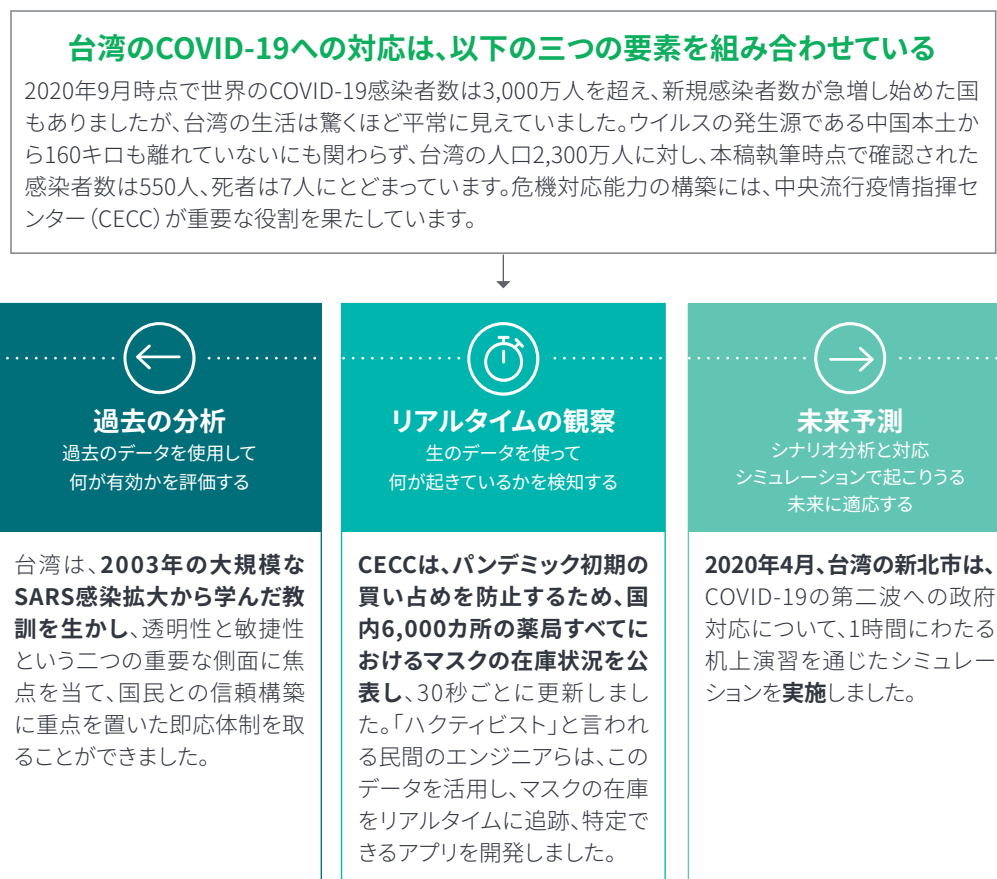 台湾のCOVID-19への対応は、以下の三つの要素を組み合わせている
2020年9月時点で世界のCOVID-19感染者数は3,000万人を超え、新規感染者数が急増し始めた国
もありましたが、台湾の生活は驚くほど平常に見えていました。ウイルスの発生源である中国本土か
ら160キロも離れていないにも関わらず、台湾の人口2,300万人に対し、本稿執筆時点で確認された
感染者数は550人、死者は7人にとどまっています。危機対応能力の構築には、中央流行疫情指揮セ
ンター（CECC）が重要な役割を果たしています。
過去の分析
過去のデータを使用して
何が有効かを評価する
台湾は、2003年の大規模な
SARS感染拡大から学んだ教
訓を生かし、透明性と敏捷性
という二つの重要な側面に焦
点を当て、国民との信頼構築
に重点を置いた即応体制を取
ることができました。
リアルタイムの観察
生のデータを使って
何が起きているかを検知する
CECCは、パンデミック初期の
買い占めを防止するため、国
内6,000カ所の薬局すべてに
おけるマスクの在庫状況を公
表し、30秒ごとに更新しまし
た。「ハクティビスト」と言われ
る民間のエンジニアらは、この
データを活用し、マスクの在庫
をリアルタイムに追跡、特定で
きるアプリを開発しました。
未来予測
シナリオ分析と対応
シミュレーションで起こりうる
未来に適応する
2020年4月、台湾の新北市は、
COVID-19の第二波への政府
対応について、1時間にわたる
机上演習を通じたシミュレー
ションを実施しました。